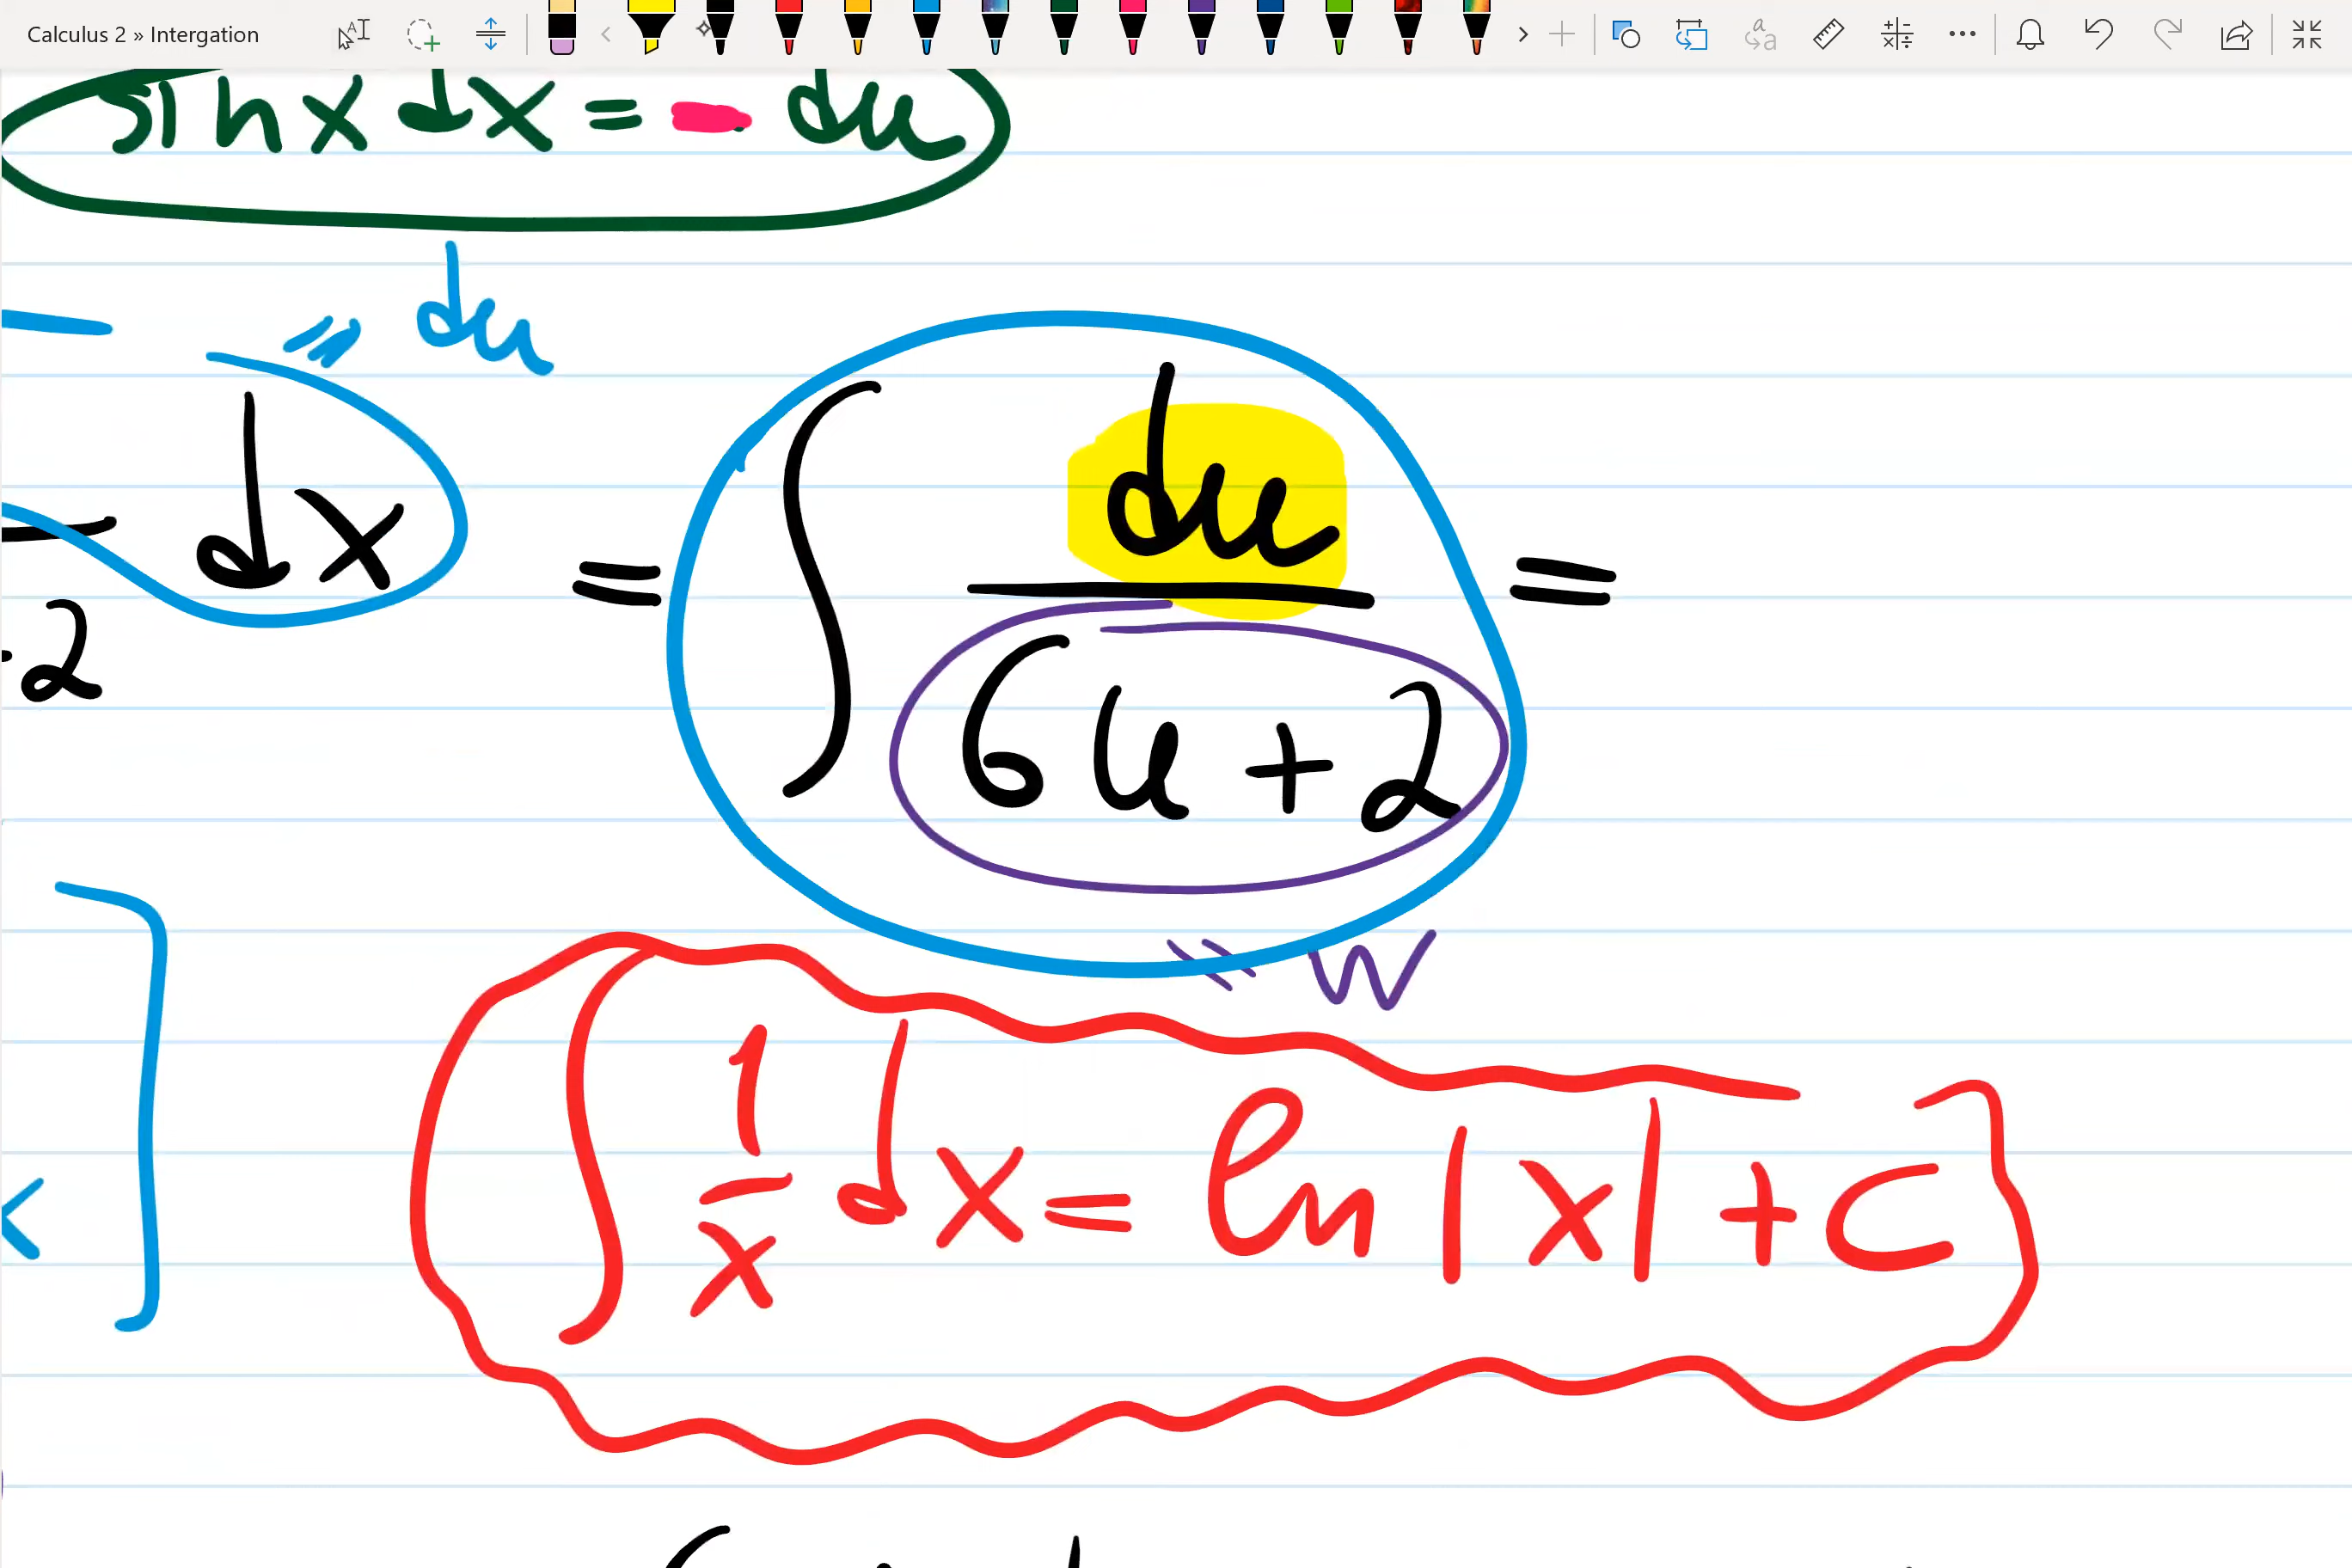 Calculus 2 » Intergation
sin x dx = - du
= du
dx = ∫ du / 6u + 2 =
2
= w
∫ 1/x dx = ln |x| + C